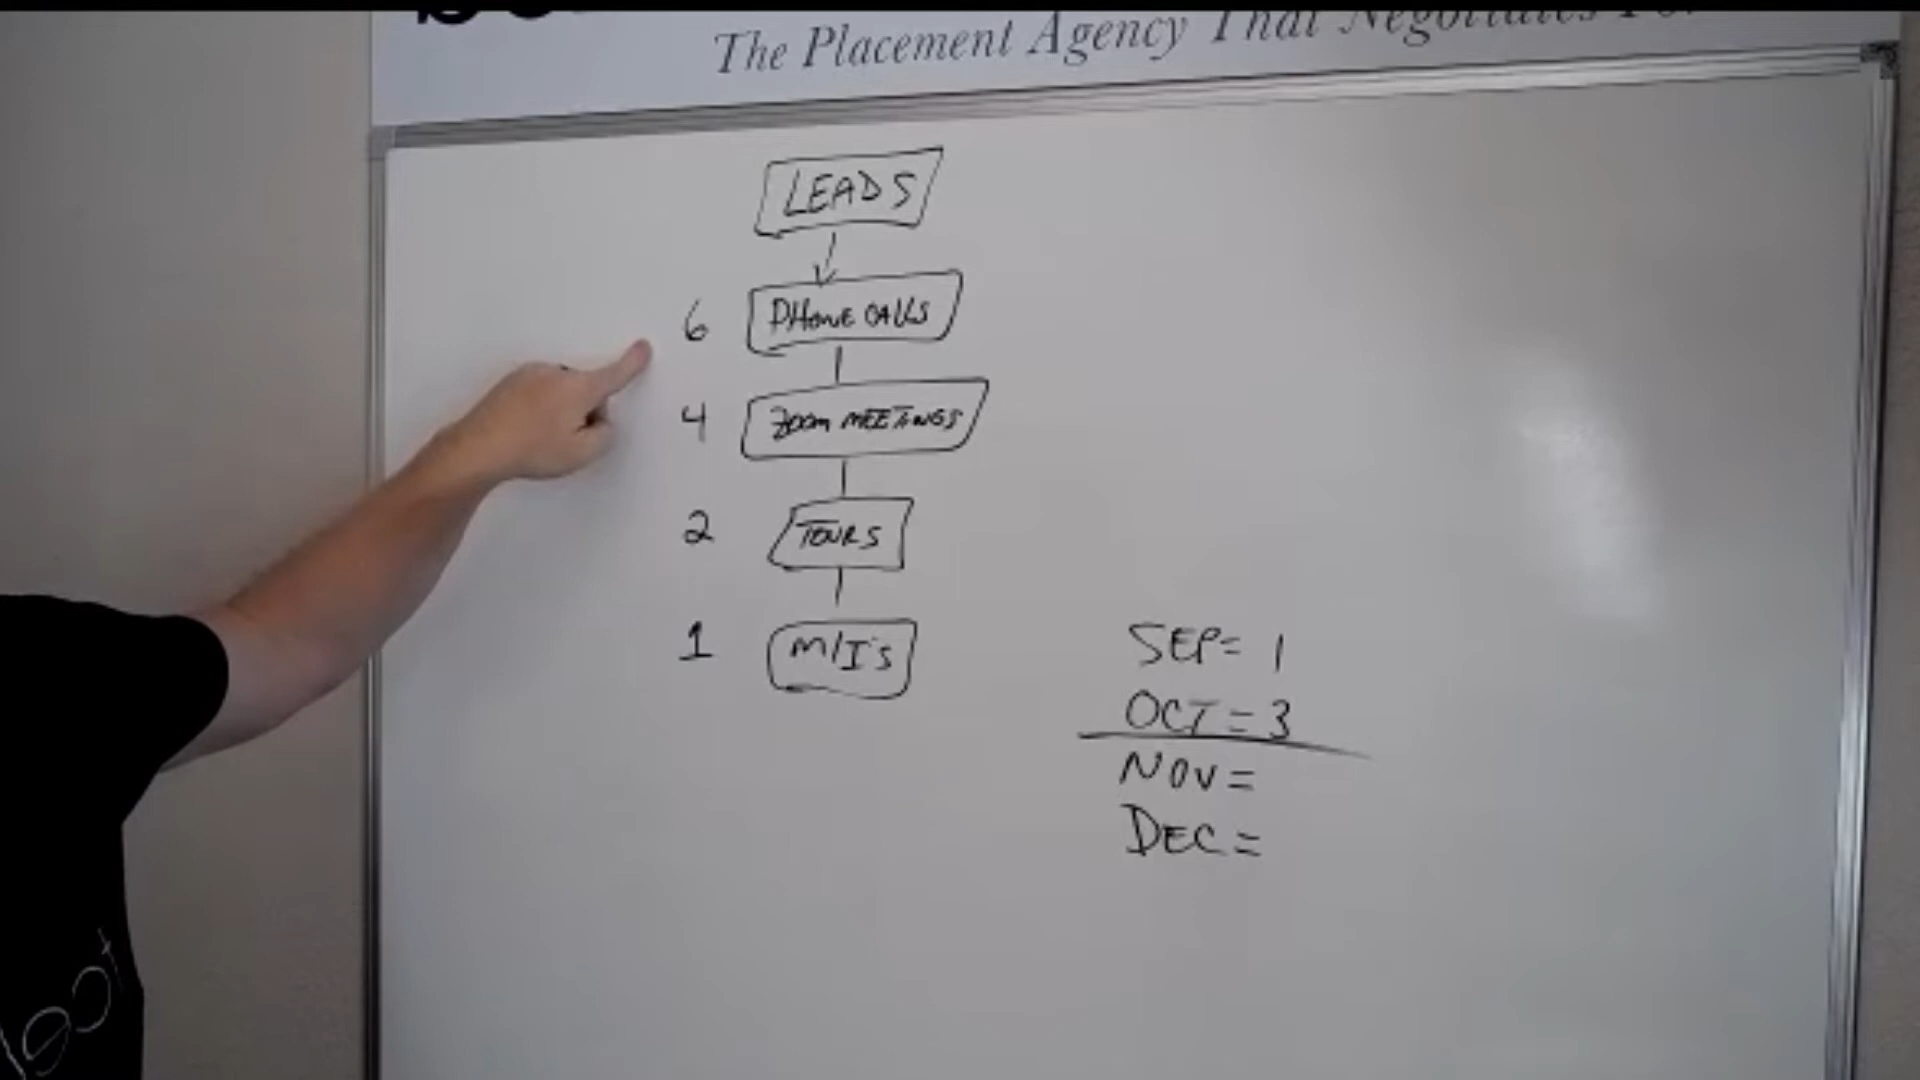 The Placement Agency That Negotiates
LEADS
6 PHONE CALLS
4 ZOOM MEETINGS
2 TOURS
1 M/I's
SEP= 1
OCT = 3
NOV =
DEC =